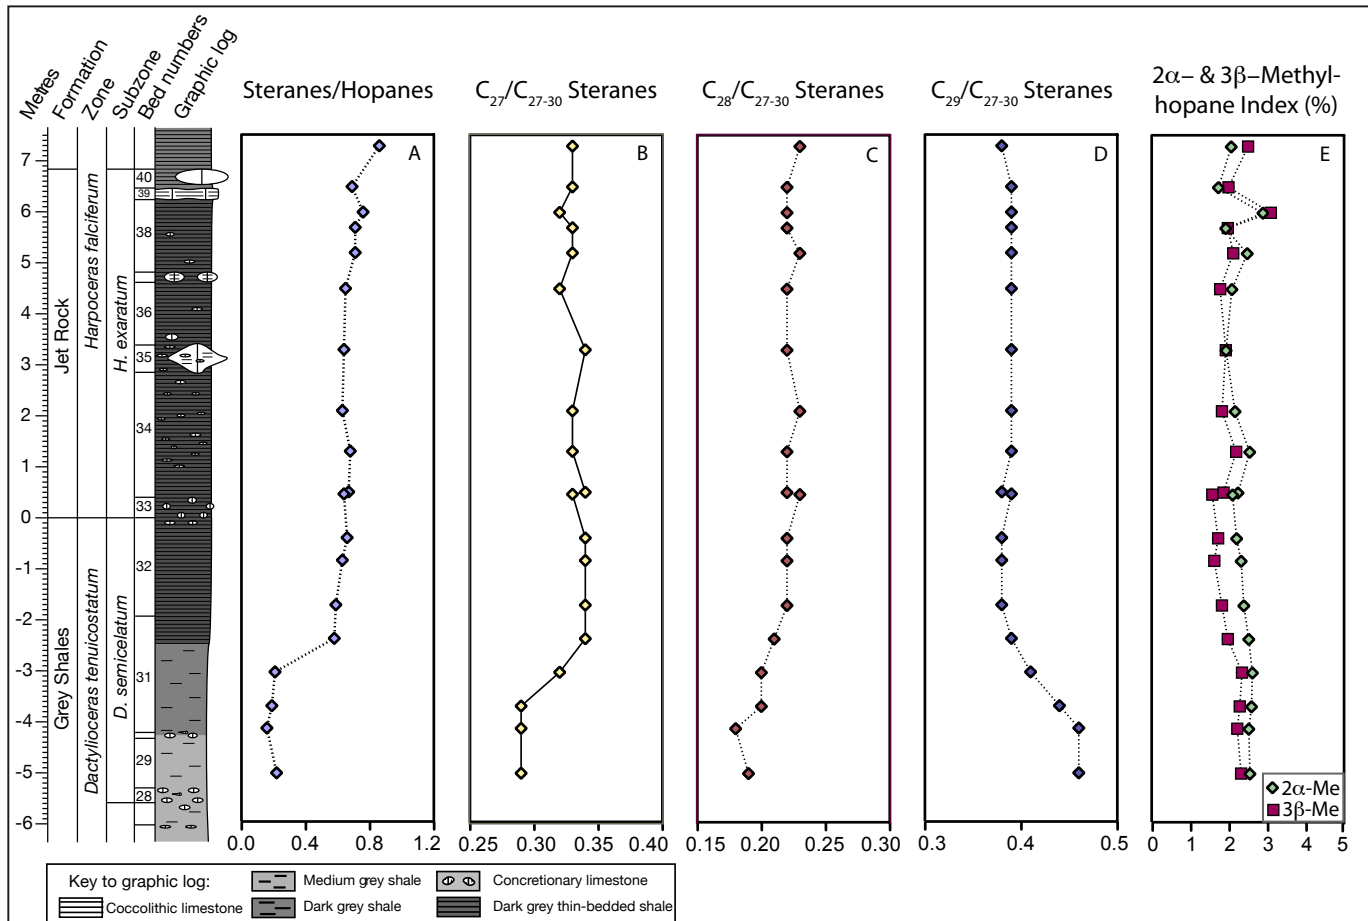 Metres
Formation
Zone
Subzone
Bed numbers
Graphic log
Steranes/Hopanes
C27/C27-30 Steranes
C28/C27-30 Steranes
C29/C27-30 Steranes
2α– & 3β–Methyl-
hopane Index (%)
A
B
C
D
E
7
6
5
4
3
2
1
0
-1
-2
-3
-4
-5
-6
Jet Rock
Grey Shales
Harpoceras falciferum
Dactylioceras tenuicostatum
H. exaratum
D. semicelatum
40
39
38
36
35
34
33
32
31
29
28
2α-Me
3β-Me
0.0 0.4 0.8 1.2
0.25 0.30 0.35 0.40
0.15 0.20 0.25 0.30
0.3 0.4 0.5
0 1 2 3 4 5
Key to graphic log:
Coccolithic limestone
Medium grey shale
Dark grey shale
Concretionary limestone
Dark grey thin-bedded shale